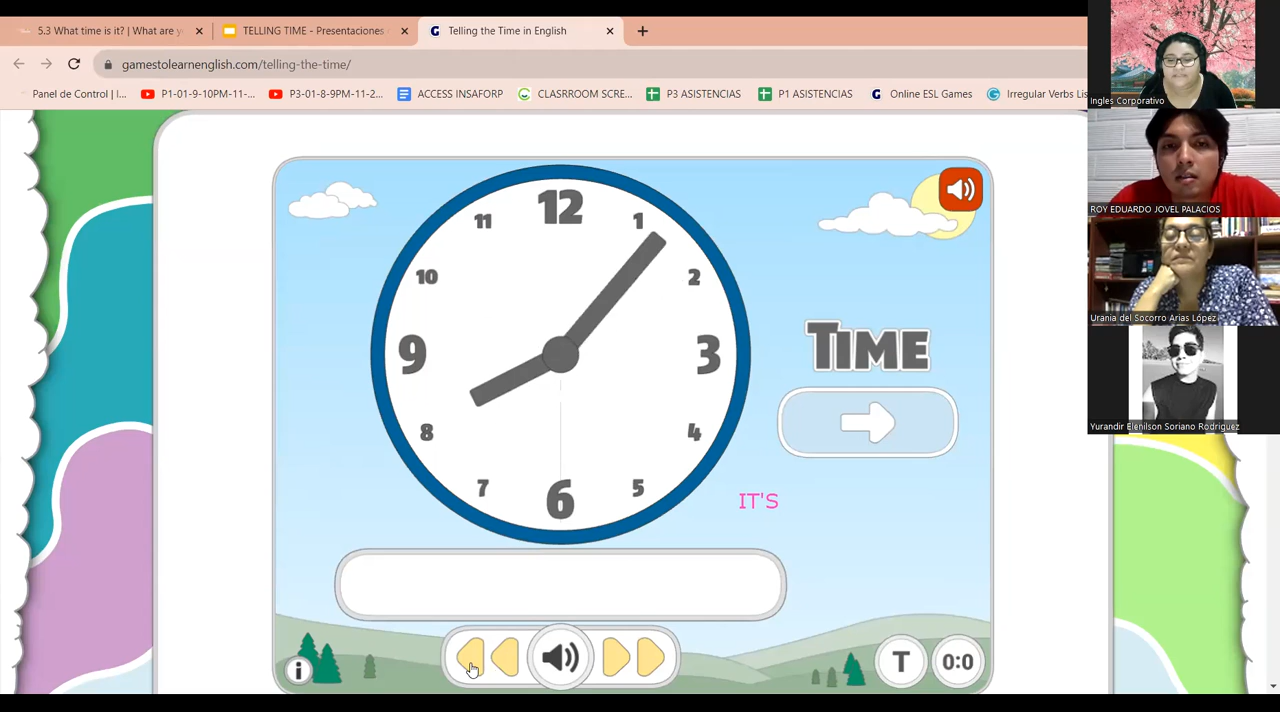 5.3 What time is it? | What are y
TELLING TIME - Presentaciones
Telling the Time in English
gamestolearnenglish.com/telling-the-time/
Panel de Control | I...
P1-01-9-10PM-11-...
P3-01-8-9PM-11-2...
ACCESS INSAFORP
CLASRROOM SCRE...
P3 ASISTENCIAS
P1 ASISTENCIAS
Online ESL Games
Irregular Verbs Lis
Ingles Corporativo
ROY EDUARDO JOVEL PALACIOS
Urania del Socorro Arias López
Yurandir Elenilson Soriano Rodriguez
12
11
1
10
2
9
3
8
4
7
5
6
TIME
IT'S
i
T
0:0